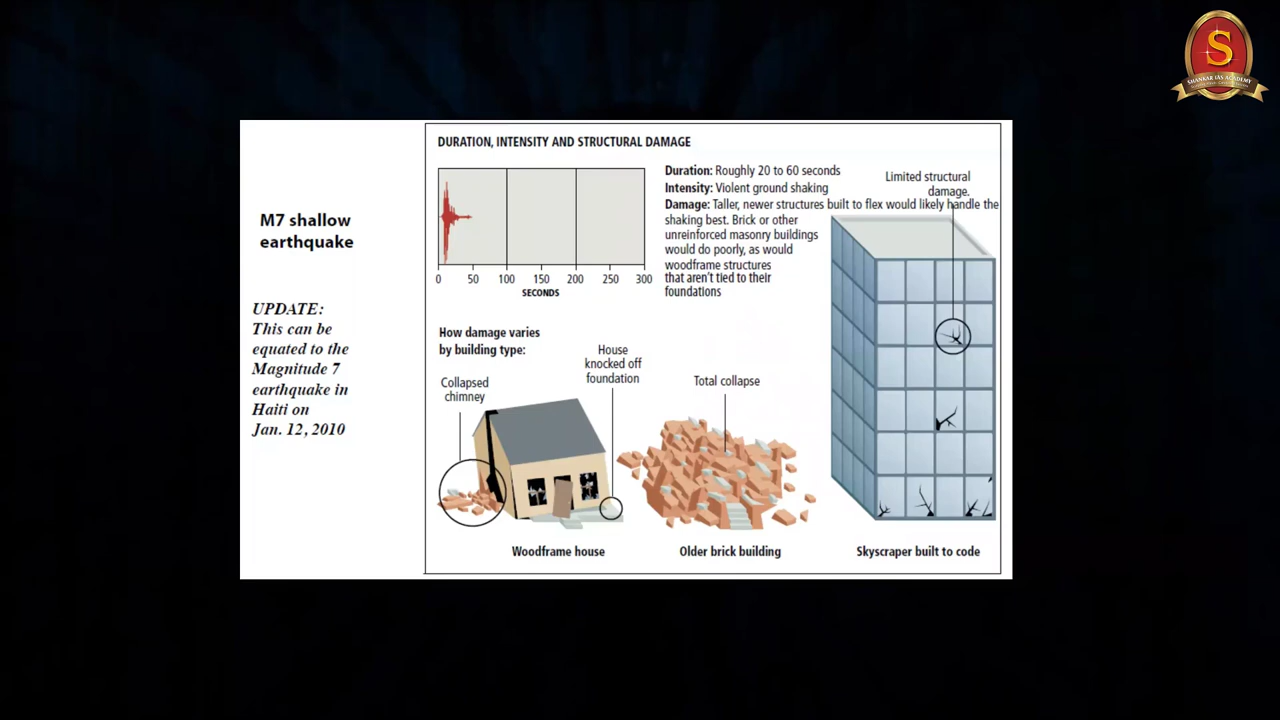 S
SHANKAR IAS ACADEMY
DURATION, INTENSITY AND STRUCTURAL DAMAGE
M7 shallow
earthquake
UPDATE:
This can be
equated to the
Magnitude 7
earthquake in
Haiti on
Jan. 12, 2010
0 50 100 150 200 250 300
SECONDS
Duration: Roughly 20 to 60 seconds
Intensity: Violent ground shaking
Damage: Taller, newer structures built to flex would likely handle the
shaking best. Brick or other
unreinforced masonry buildings
would do poorly, as would
woodframe structures
that aren't tied to their
foundations
Limited structural
damage.
How damage varies
by building type:
Collapsed
chimney
House
knocked off
foundation
Total collapse
Woodframe house
Older brick building
Skyscraper built to code